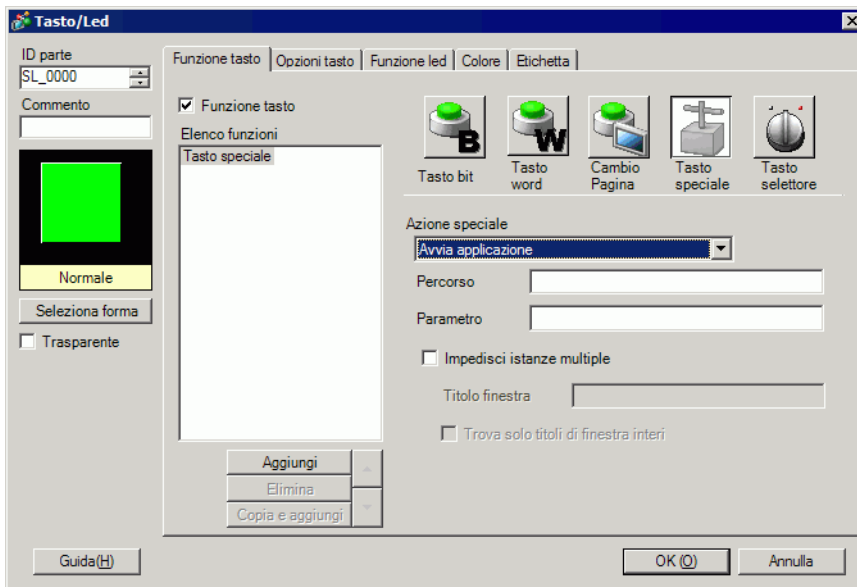 Tasto/Led
ID parte
SL_0000
Commento
Normale
Seleziona forma
Trasparente
Funzione tasto
Opzioni tasto
Funzione led
Colore
Etichetta
Funzione tasto
Elenco funzioni
Tasto speciale
Aggiungi
Elimina
Copia e aggiungi
B
W
Tasto bit
Tasto word
Cambio Pagina
Tasto speciale
Tasto selettore
Azione speciale
Avvia applicazione
Percorso
Parametro
Impedisci istanze multiple
Titolo finestra
Trova solo titoli di finestra interi
Guida(H)
OK (O)
Annulla